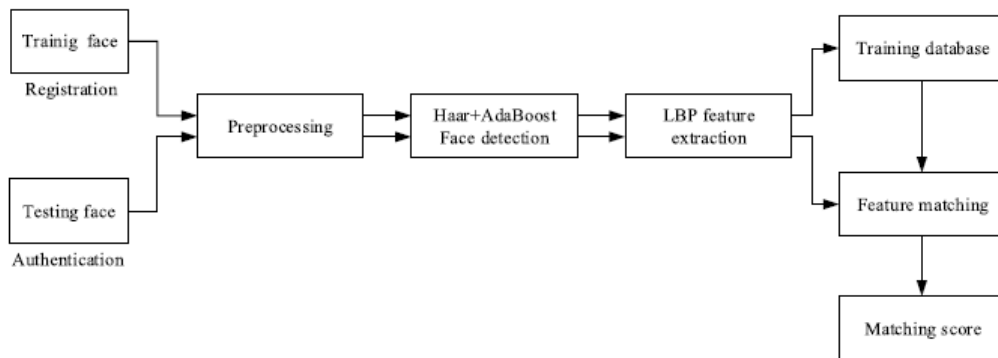 Trainig face
Registration
Testing face
Authentication
Preprocessing
Haar+AdaBoost
Face detection
LBP feature
extraction
Training database
Feature matching
Matching score